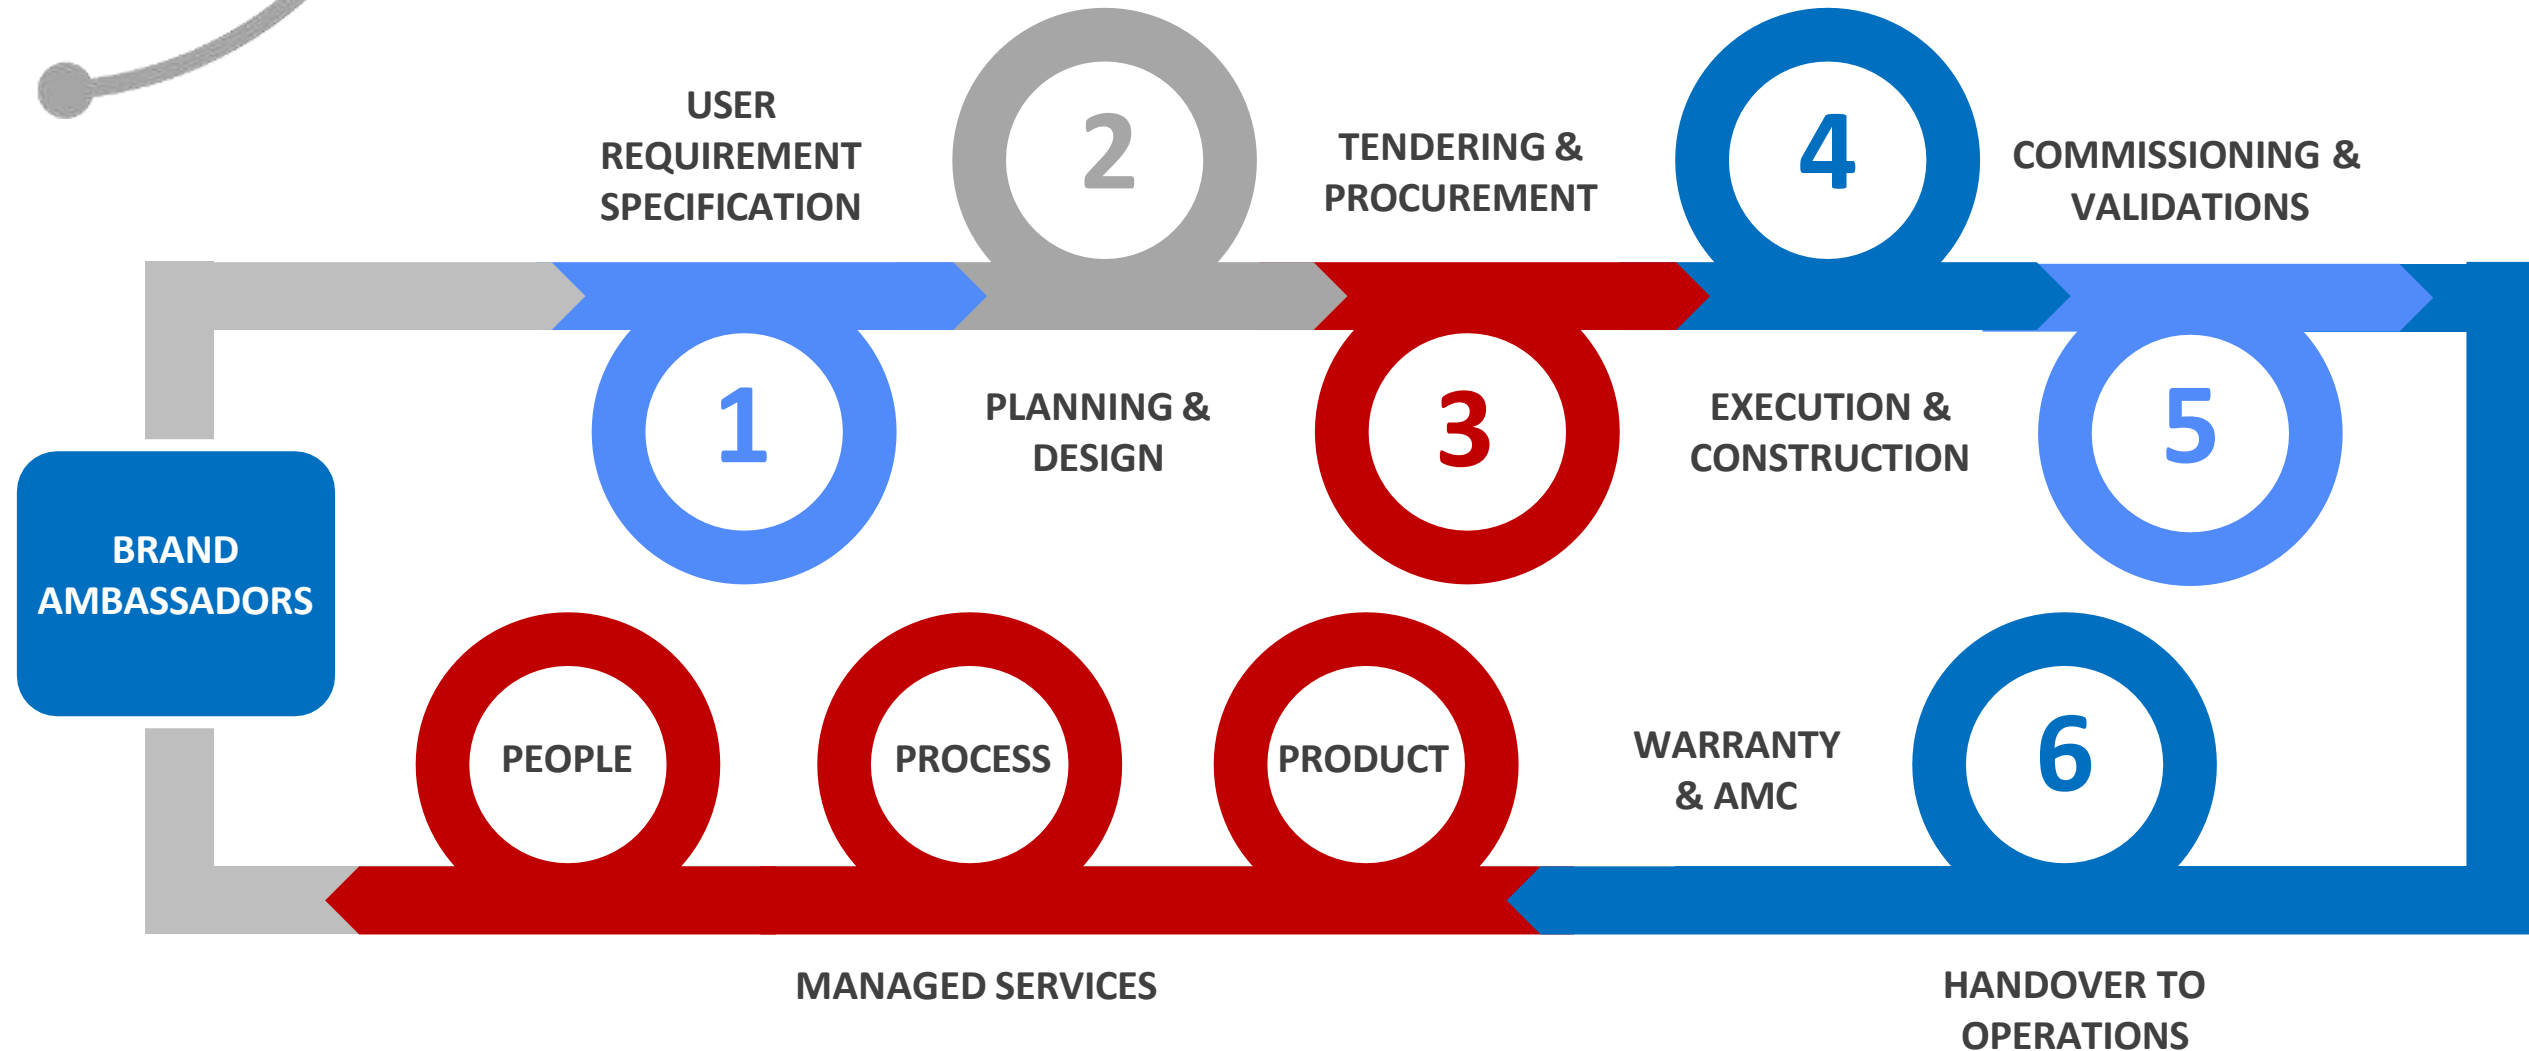 USER
REQUIREMENT
SPECIFICATION
2
TENDERING &
PROCUREMENT
4
COMMISSIONING &
VALIDATIONS
1
PLANNING &
DESIGN
3
EXECUTION &
CONSTRUCTION
5
BRAND
AMBASSADORS
PEOPLE
PROCESS
PRODUCT
WARRANTY
& AMC
6
MANAGED SERVICES
HANDOVER TO
OPERATIONS